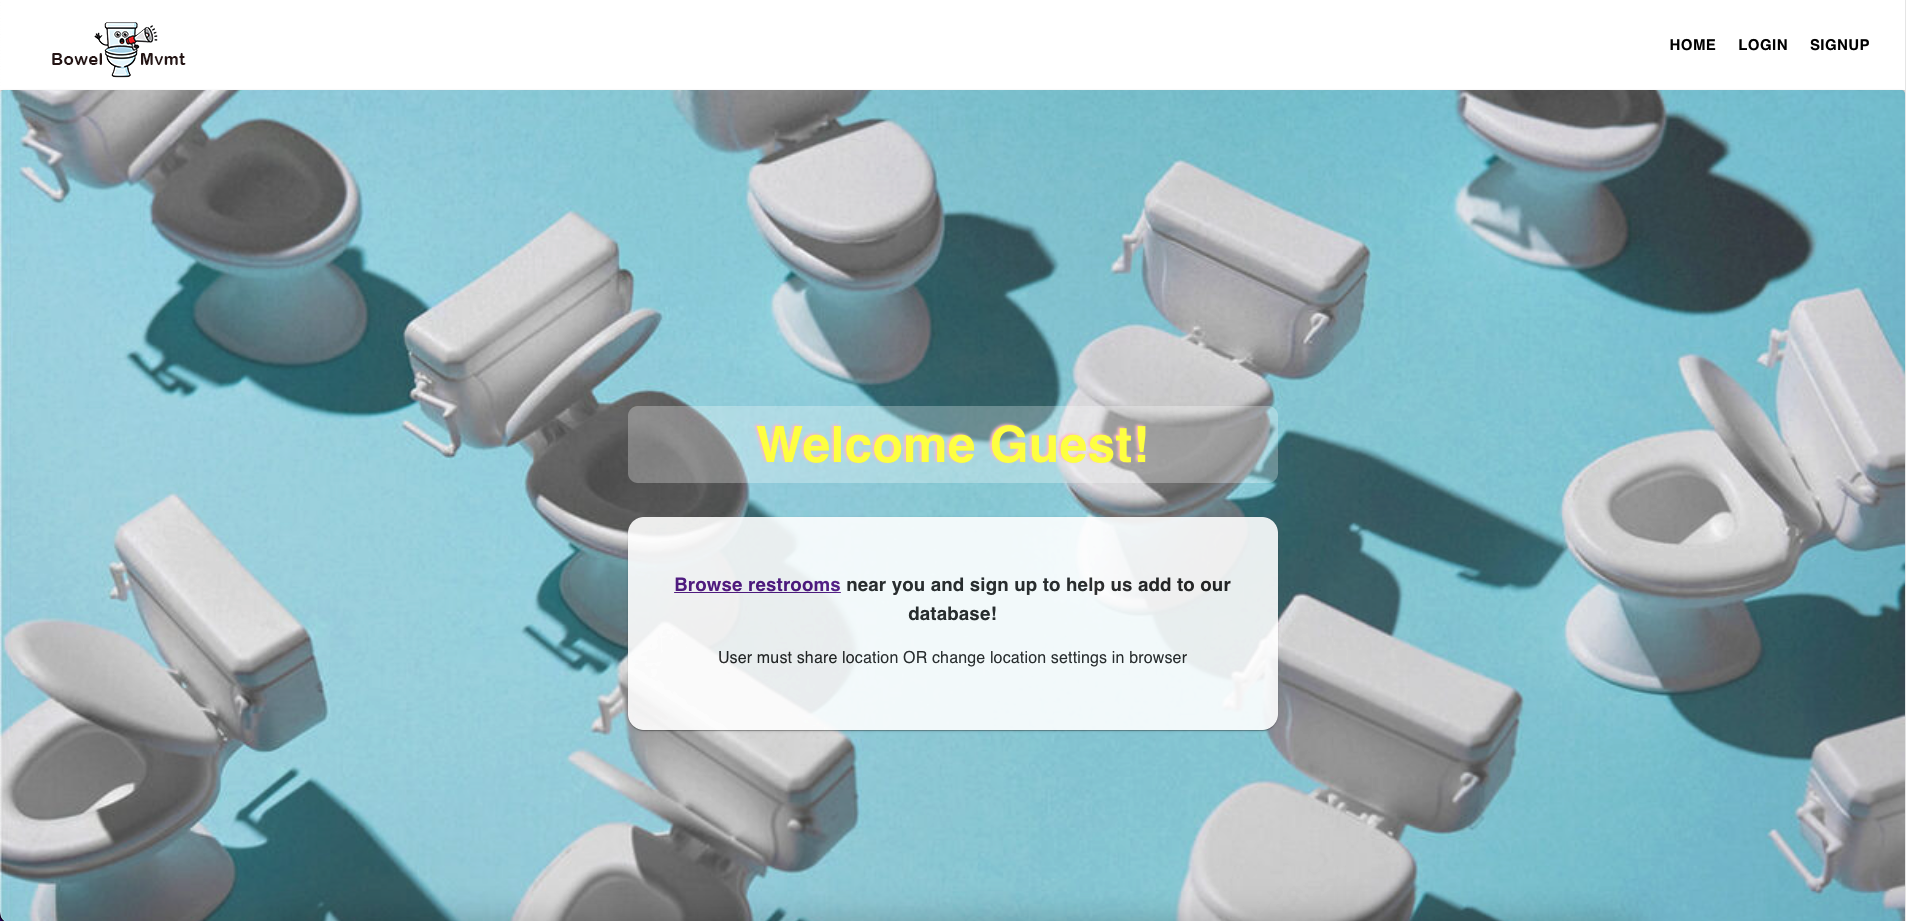 Bowel Mvmt
HOME LOGIN SIGNUP
Welcome Guest!
Browse restrooms near you and sign up to help us add to our
database!
User must share location OR change location settings in browser